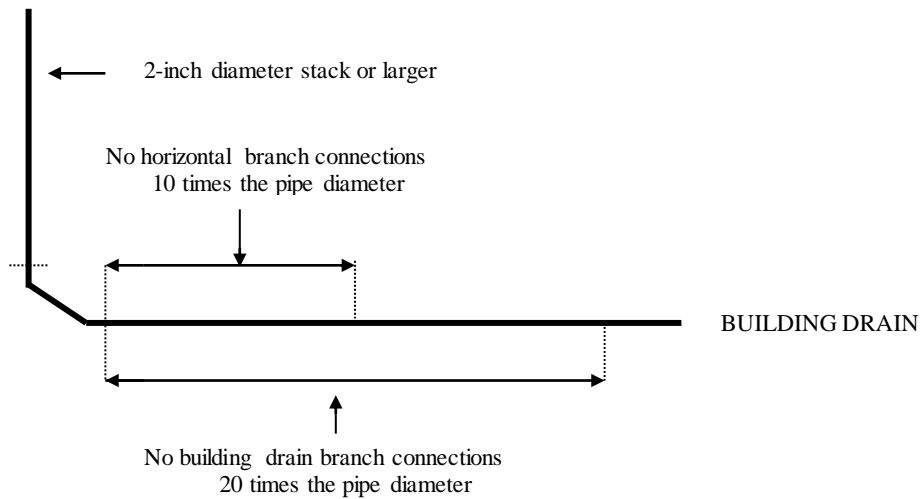 2-inch diameter stack or larger
No horizontal branch connections
10 times the pipe diameter
BUILDING DRAIN
No building drain branch connections
20 times the pipe diameter